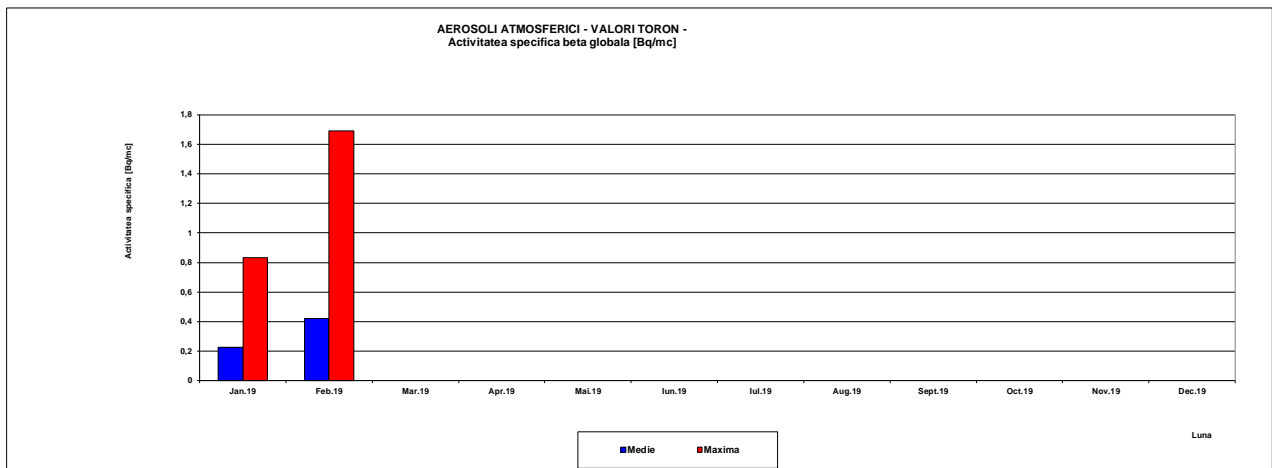 AEROSOLI ATMOSFERICI - VALORI TORON -
Activitatea specifica beta globala [Bq/mc]
Activitatea specifica [Bq/mc]
1,8
1,6
1,4
1,2
1
0,8
0,6
0,4
0,2
0
Jan.19 Feb.19 Mar.19 Apr.19 Mai.19 Iun.19 Iul.19 Aug.19 Sept.19 Oct.19 Nov.19 Dec.19
Luna
Medie Maxima